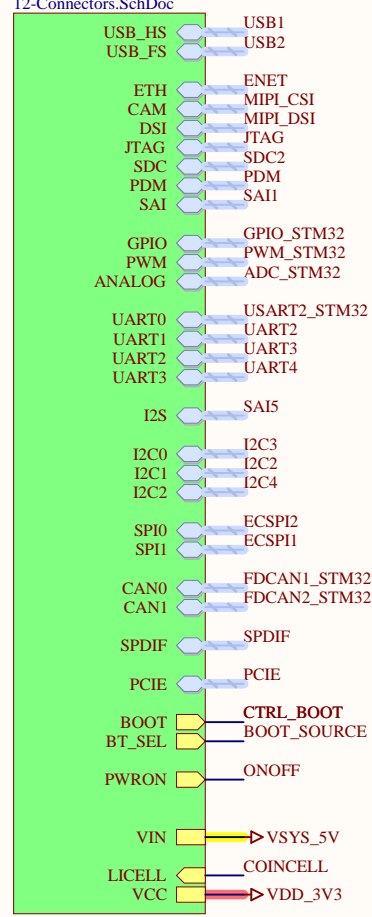 12-Connectors.SchDoc
USB_HS USB1
USB_FS USB2
ETH ENET
CAM MIPI_CSI
DSI MIPI_DSI
JTAG JTAG
SDC SDC2
PDM PDM
SAI SAI1
GPIO GPIO_STM32
PWM PWM_STM32
ANALOG ADC_STM32
UART0 USART2_STM32
UART1 UART2
UART2 UART3
UART3 UART4
I2S SAI5
I2C0 I2C3
I2C1 I2C2
I2C2 I2C4
SPI0 ECSPI2
SPI1 ECSPI1
CAN0 FDCAN1_STM32
CAN1 FDCAN2_STM32
SPDIF SPDIF
PCIE PCIE
BOOT CTRL_BOOT
BT_SEL BOOT_SOURCE
PWRON ONOFF
VIN VSYS_5V
LICELL COINCELL
VCC VDD_3V3